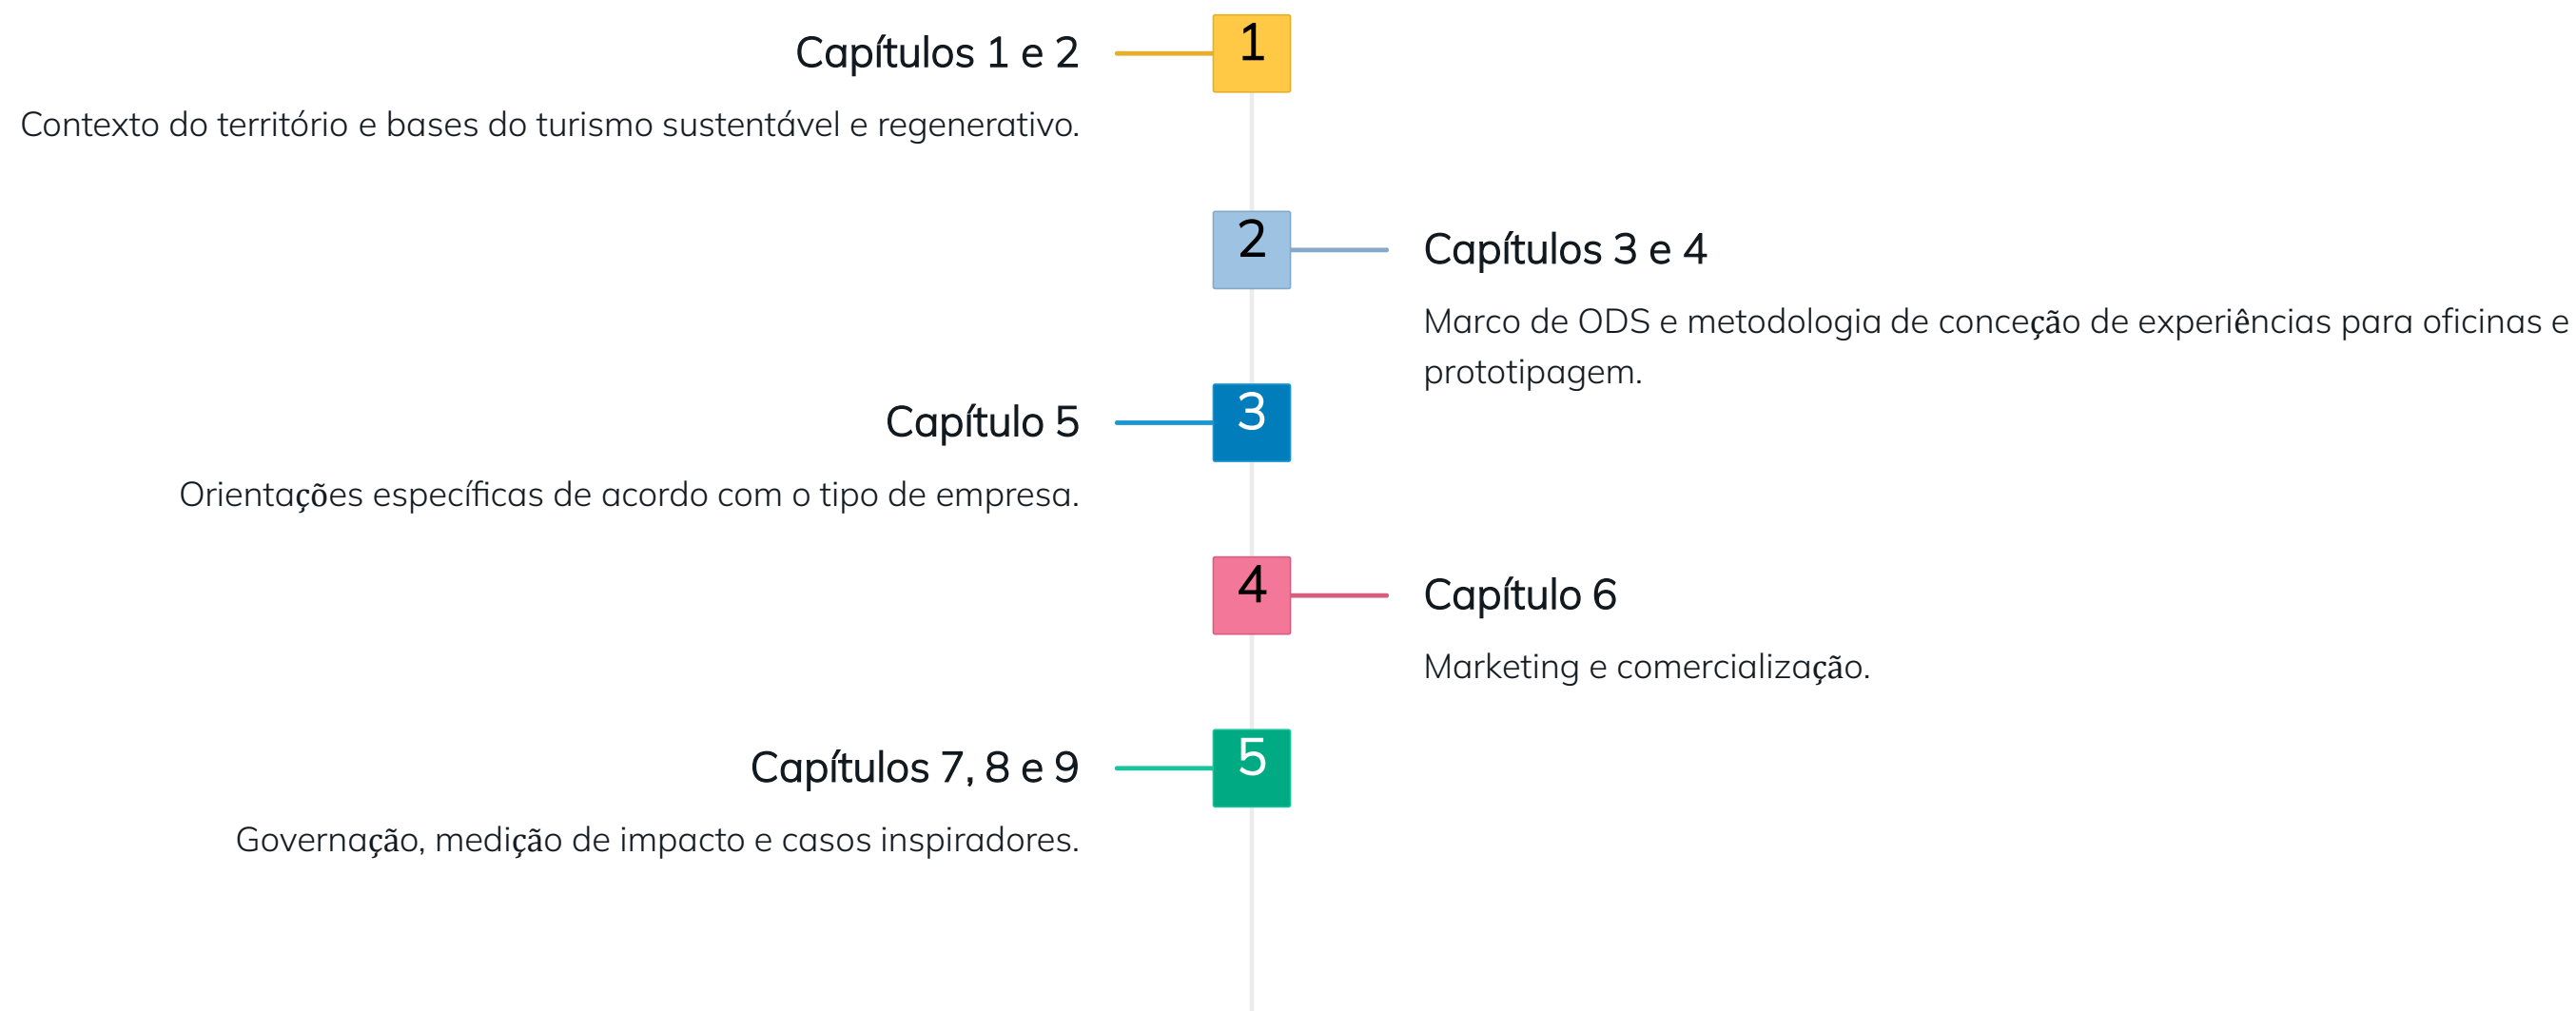 1
Capítulos 1 e 2
Contexto do território e bases do turismo sustentável e regenerativo.
2
Capítulos 3 e 4
Marco de ODS e metodologia de conceção de experiências para oficinas e
prototipagem.
3
Capítulo 5
Orientações específicas de acordo com o tipo de empresa.
4
Capítulo 6
Marketing e comercialização.
5
Capítulos 7, 8 e 9
Governação, medição de impacto e casos inspiradores.